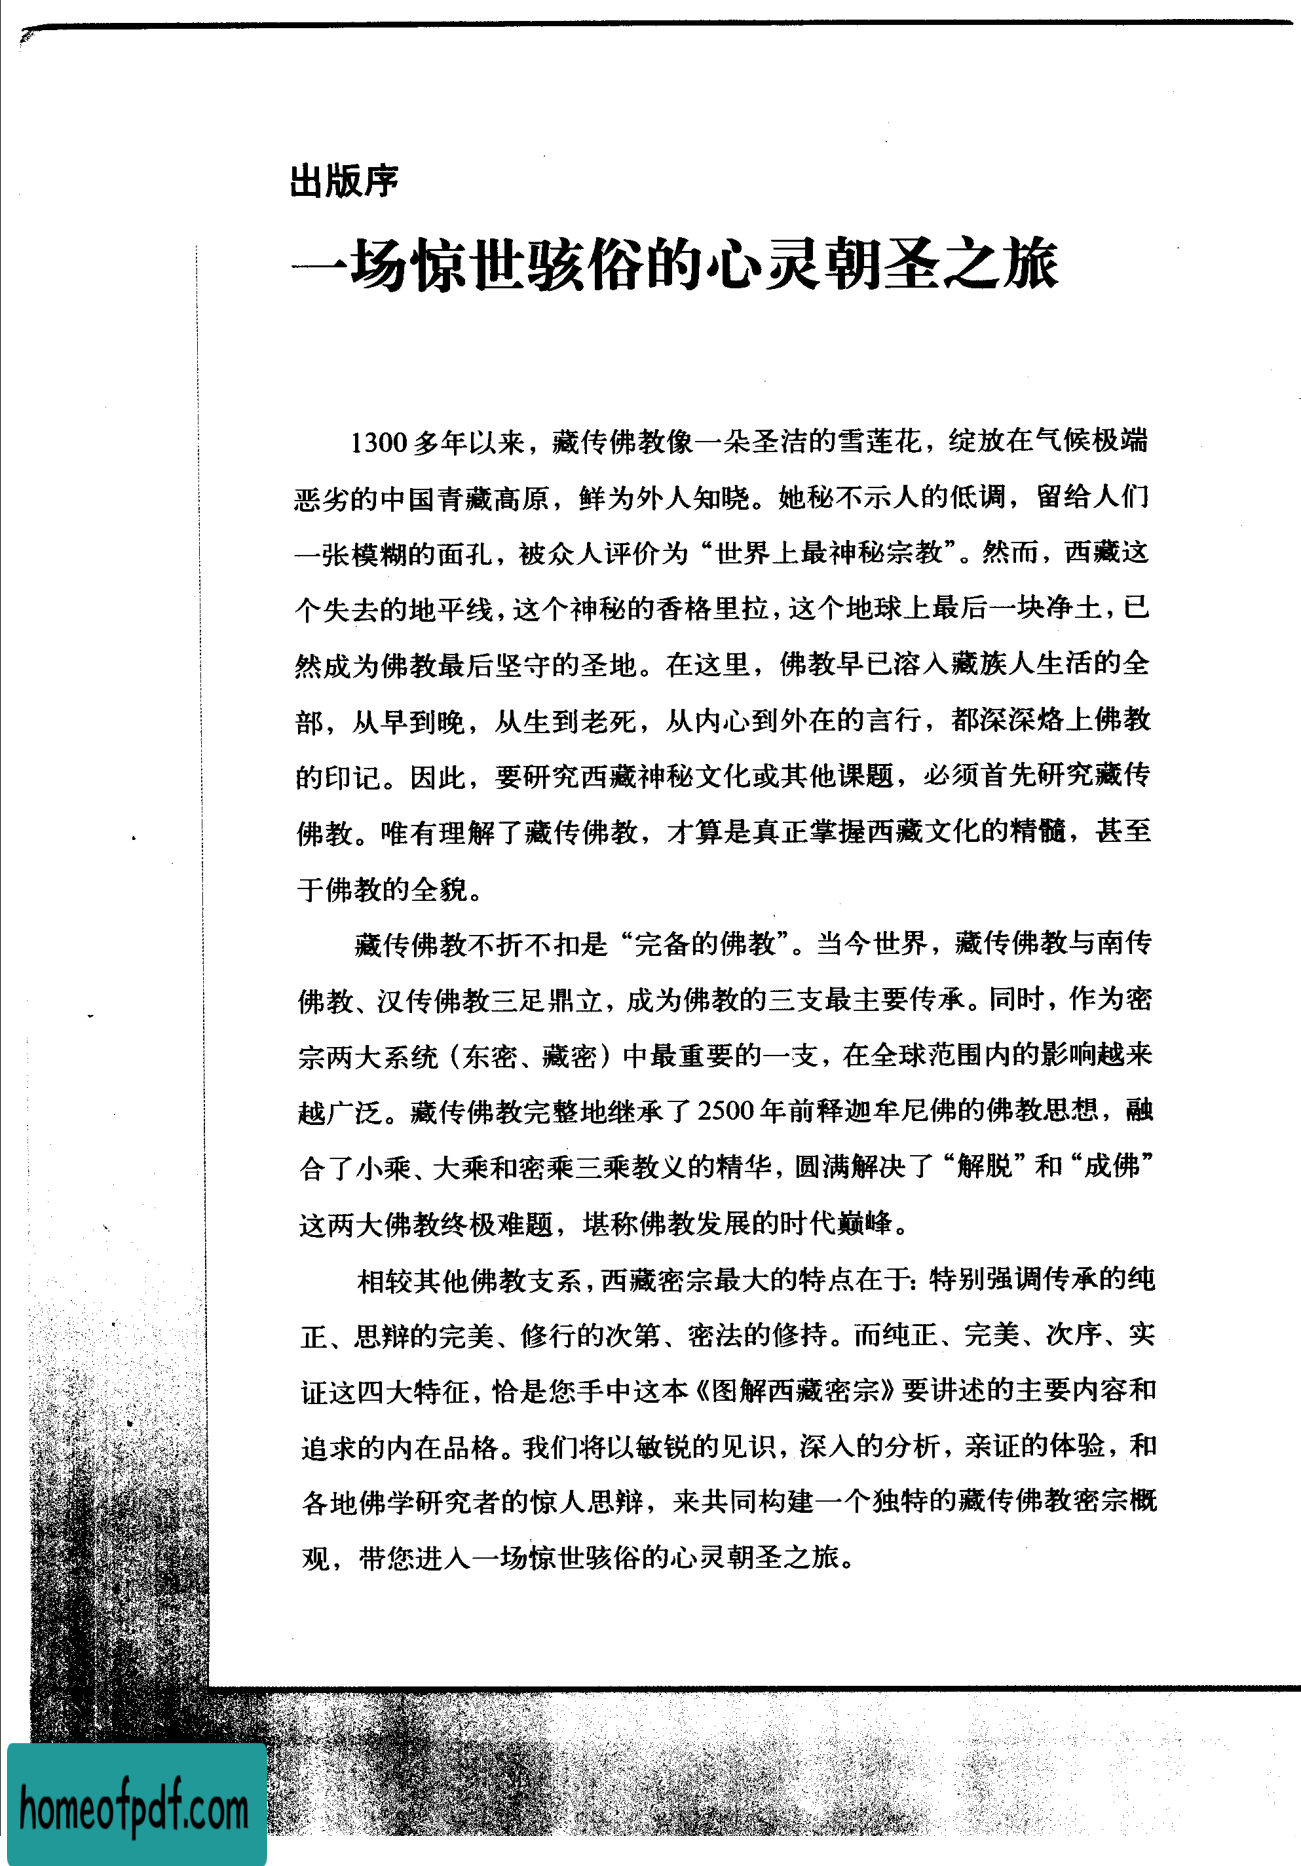 出版序
一场惊世骇俗的心灵朝圣之旅
1300多年以来，藏传佛教像一朵圣洁的雪莲花，绽放在气候极端
恶劣的中国青藏高原，鲜为外人知晓。她秘不示人的低调，留给人们
一张模糊的面孔，被众人评价为“世界上最神秘宗教”。然而，西藏这
个失去的地平线，这个神秘的香格里拉，这个地球上最后一块净土，已
然成为佛教最后坚守的圣地。在这里，佛教早已溶入藏族人生活的全
部，从早到晚，从生到老死，从内心到外在的言行，都深深烙上佛教
的印记。因此，要研究西藏神秘文化或其他课题，必须首先研究藏传
佛教。唯有理解了藏传佛教，才算是真正掌握西藏文化的精髓，甚至
于佛教的全貌。
藏传佛教不折不扣是“完备的佛教”。当今世界，藏传佛教与南传
佛教、汉传佛教三足鼎立，成为佛教的三支最主要传承。同时，作为密
宗两大系统（东密、藏密）中最重要的一支，在全球范围内的影响越来
越广泛。藏传佛教完整地继承了2500年前释迦牟尼佛的佛教思想，融
合了小乘、大乘和密乘三乘教义的精华，圆满解决了“解脱”和“成佛”
这两大佛教终极难题，堪称佛教发展的时代巅峰。
相较其他佛教支系，西藏密宗最大的特点在于：特别强调传承的纯
正、思辩的完美、修行的次第、密法的修持。而纯正、完美、次序、实
证这四大特征，恰是您手中这本《图解西藏密宗》要讲述的主要内容和
追求的内在品格。我们将以敏锐的见识，深入的分析，亲证的体验，和
各地佛学研究者的惊人思辩，来共同构建一个独特的藏传佛教密宗概
观，带您进入一场惊世骇俗的心灵朝圣之旅。
homeofpdf.com